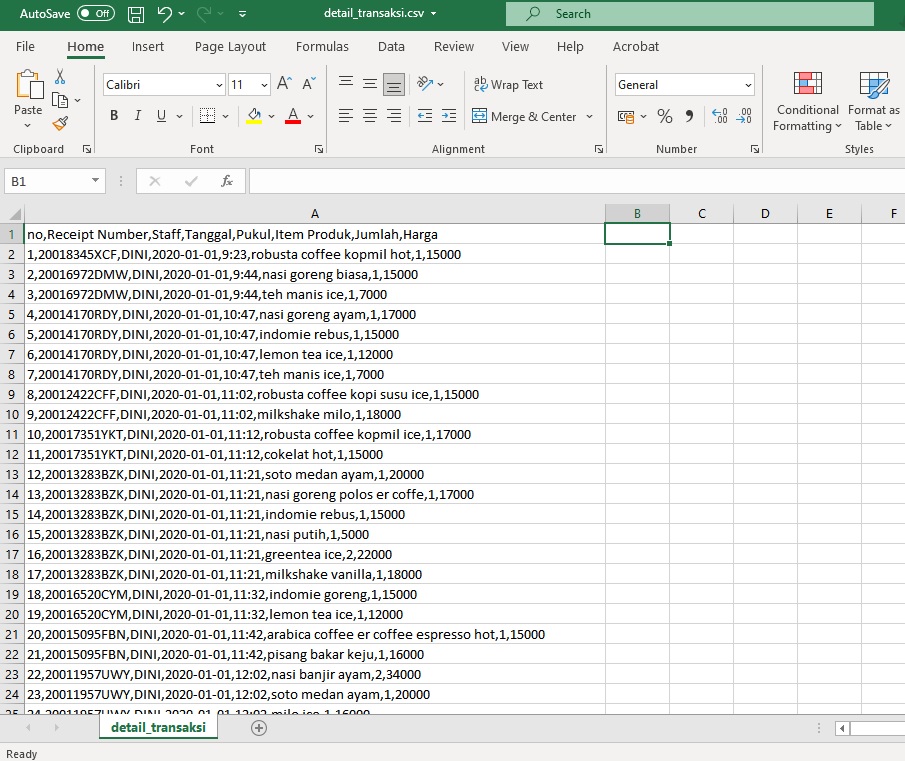 AutoSave Off detail_transaksi.csv Search
File Home Insert Page Layout Formulas Data Review View Help Acrobat
Paste Calibri 11 A A ab Wrap Text General Conditional Formatting Format as Table
B I U A Merge & Center % 9 .00 .00
Clipboard Font Alignment Number Styles
B1 fx
A B C D E F
1 no,Receipt Number,Staff,Tanggal,Pukul,Item Produk,Jumlah,Harga
2 1,20018345XCF,DINI,2020-01-01,9:23,robusta coffee kopmil hot,1,15000
3 2,20016972DMW,DINI,2020-01-01,9:44,nasi goreng biasa,1,15000
4 3,20016972DMW,DINI,2020-01-01,9:44,teh manis ice,1,7000
5 4,20014170RDY,DINI,2020-01-01,10:47,nasi goreng ayam,1,17000
6 5,20014170RDY,DINI,2020-01-01,10:47,indomie rebus,1,15000
7 6,20014170RDY,DINI,2020-01-01,10:47,lemon tea ice,1,12000
8 7,20014170RDY,DINI,2020-01-01,10:47,teh manis ice,1,7000
9 8,20012422CFF,DINI,2020-01-01,11:02,robusta coffee kopi susu ice,1,15000
10 9,20012422CFF,DINI,2020-01-01,11:02,milkshake milo,1,18000
11 10,20017351YKT,DINI,2020-01-01,11:12,robusta coffee kopmil ice,1,17000
12 11,20017351YKT,DINI,2020-01-01,11:12,cokelat hot,1,15000
13 12,20013283BZK,DINI,2020-01-01,11:21,soto medan ayam,1,20000
14 13,20013283BZK,DINI,2020-01-01,11:21,nasi goreng polos er coffe,1,17000
15 14,20013283BZK,DINI,2020-01-01,11:21,indomie rebus,1,15000
16 15,20013283BZK,DINI,2020-01-01,11:21,nasi putih,1,5000
17 16,20013283BZK,DINI,2020-01-01,11:21,greentea ice,2,22000
18 17,20013283BZK,DINI,2020-01-01,11:21,milkshake vanilla,1,18000
19 18,20016520CYM,DINI,2020-01-01,11:32,indomie goreng,1,15000
20 19,20016520CYM,DINI,2020-01-01,11:32,lemon tea ice,1,12000
21 20,20015095FBN,DINI,2020-01-01,11:42,arabica coffee er coffee espresso hot,1,15000
22 21,20015095FBN,DINI,2020-01-01,11:42,pisang bakar keju,1,16000
23 22,20011957UWY,DINI,2020-01-01,12:02,nasi banjir ayam,2,34000
24 23,20011957UWY,DINI,2020-01-01,12:02,soto medan ayam,1,20000
25 24,20011957UWY,DINI,2020-01-01,12:02,milo ice,1,16000
detail_transaksi
Ready